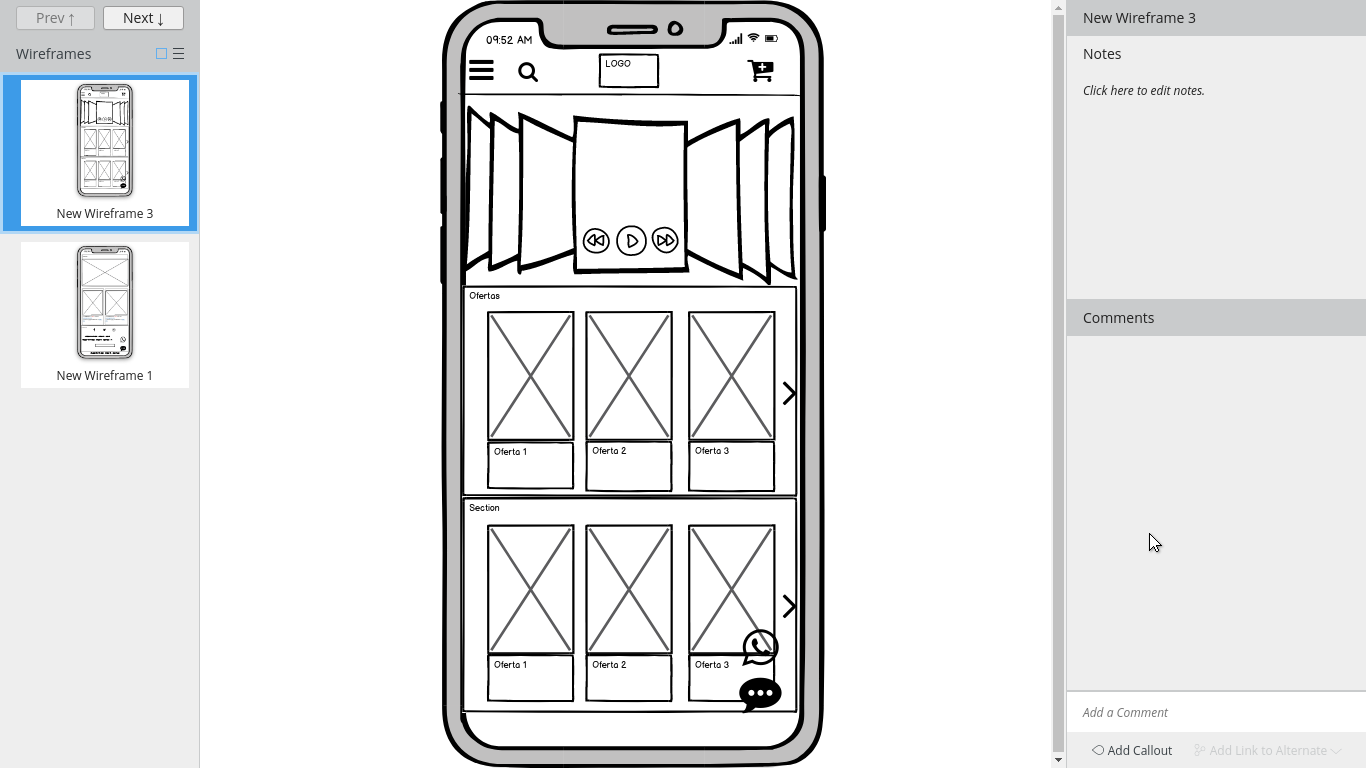 Prev ↑ Next ↓
Wireframes
New Wireframe 3
New Wireframe 1
09:52 AM
LOGO
Ofertas
Oferta 1 Oferta 2 Oferta 3
Section
Oferta 1 Oferta 2 Oferta 3
New Wireframe 3
Notes
Click here to edit notes.
Comments
Add a Comment
Add Callout Add Link to Alternate